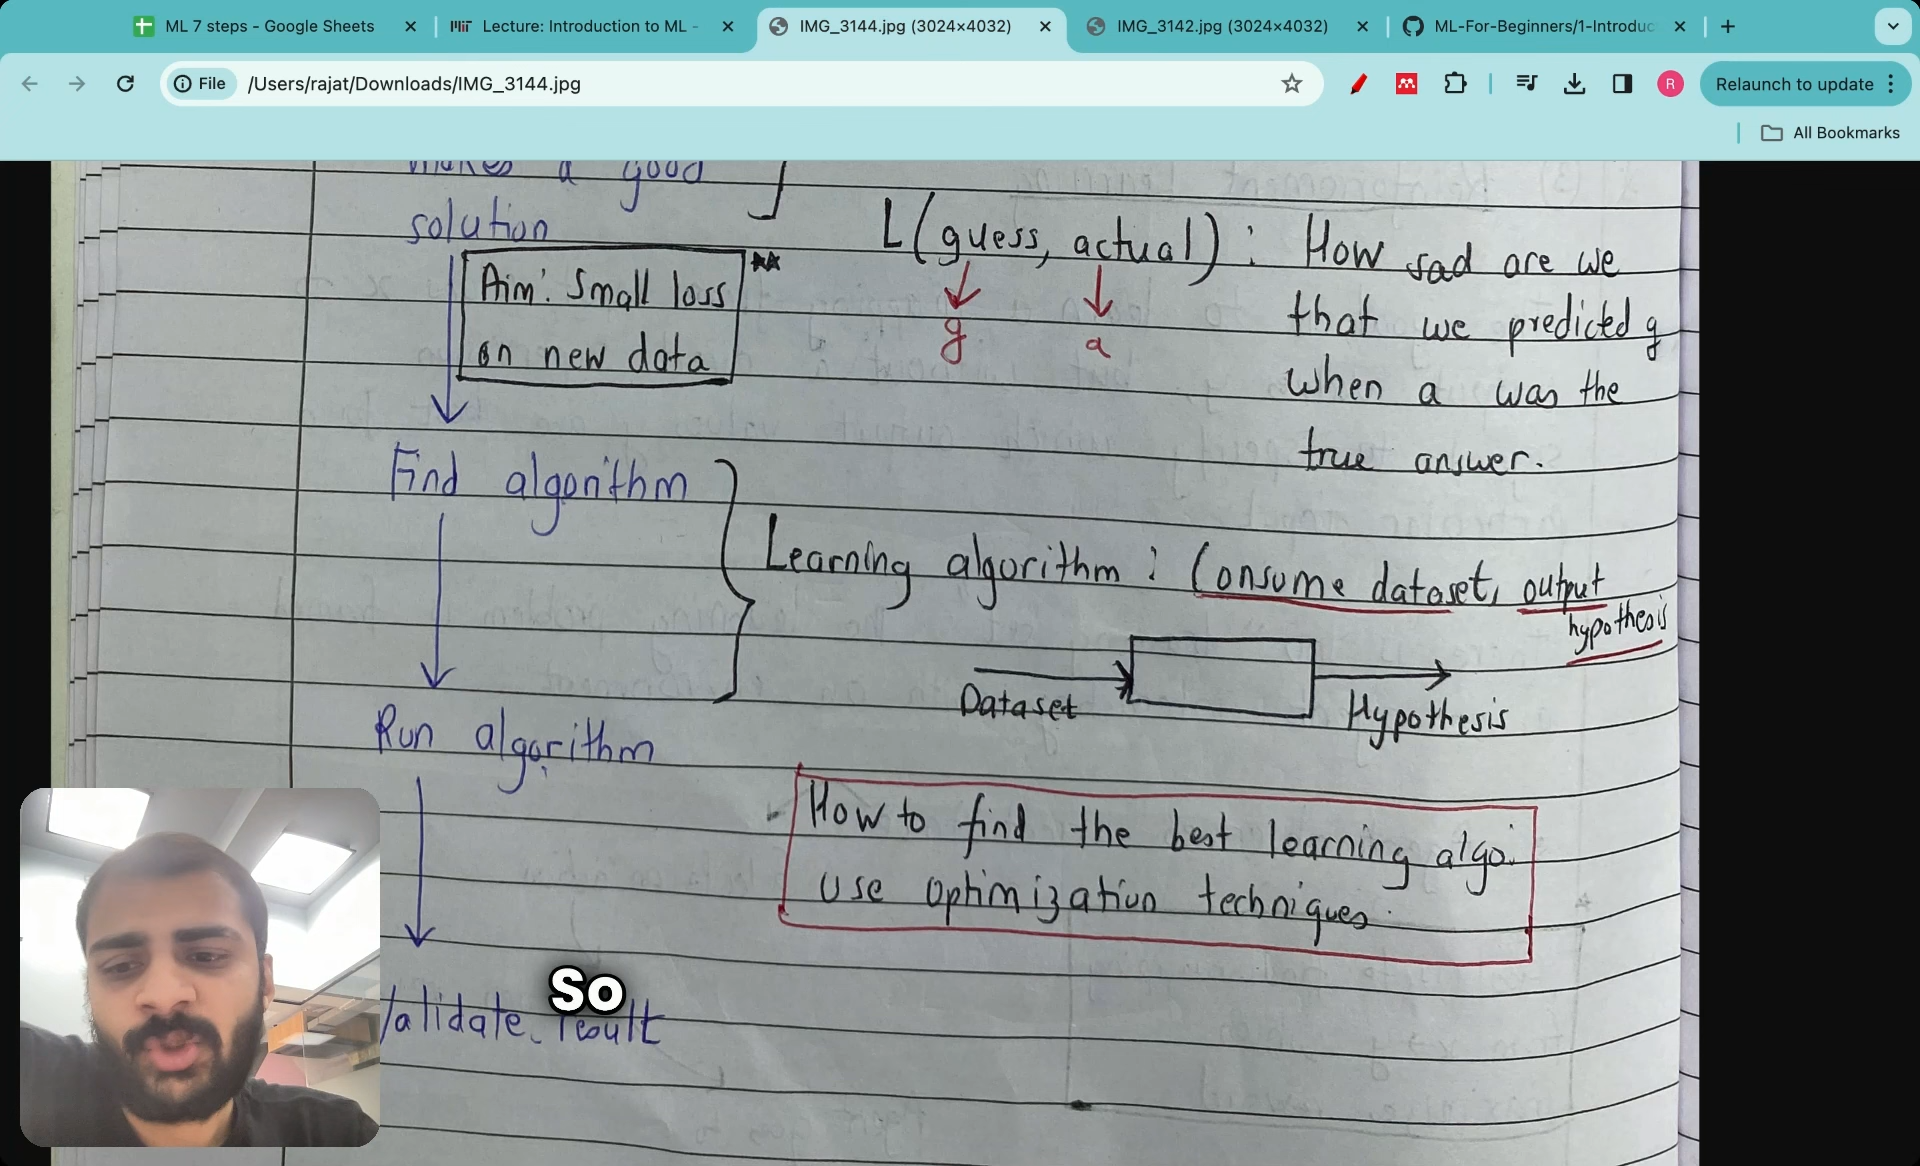 ML 7 steps - Google Sheets
Lecture: Introduction to ML -
IMG_3144.jpg (3024×4032)
IMG_3142.jpg (3024×4032)
ML-For-Beginners/1-Introduc
File
/Users/rajat/Downloads/IMG_3144.jpg
R
Relaunch to update
All Bookmarks
makes a good
solution
Aim: Small loss
on new data
L(guess, actual) : How sad are we
g a
that we predicted g
when a was the
true answer.
Find algorithm
Learning algorithm : Consume dataset, output
hypothesis
Dataset
Hypothesis
Run algorithm
How to find the best learning algo.
use optimization techniques.
So
Validate result